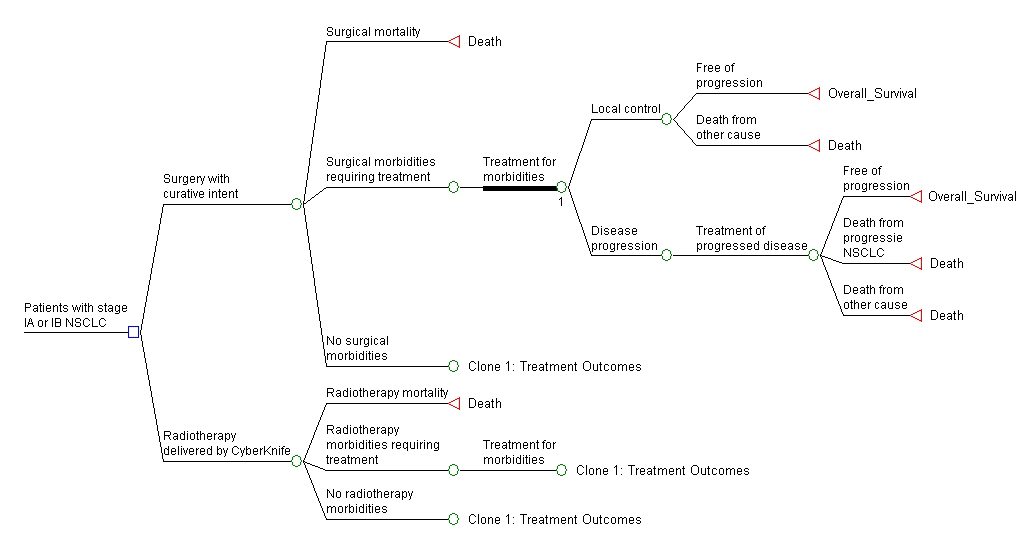 Surgical mortality
Death
Free of
progression
Overall_Survival
Local control
Death from
other cause
Death
Surgical morbidities
requiring treatment
Treatment for
morbidities
1
Surgery with
curative intent
Free of
progression
Overall_Survival
Disease
progression
Treatment of
progressed disease
Death from
progressie
NSCLC
Death
Death from
other cause
Death
Patients with stage
IA or IB NSCLC
No surgical
morbidities
Clone 1: Treatment Outcomes
Radiotherapy mortality
Death
Radiotherapy
delivered by CyberKnife
Radiotherapy
morbidities requiring
treatment
Treatment for
morbidities
Clone 1: Treatment Outcomes
No radiotherapy
morbidities
Clone 1: Treatment Outcomes